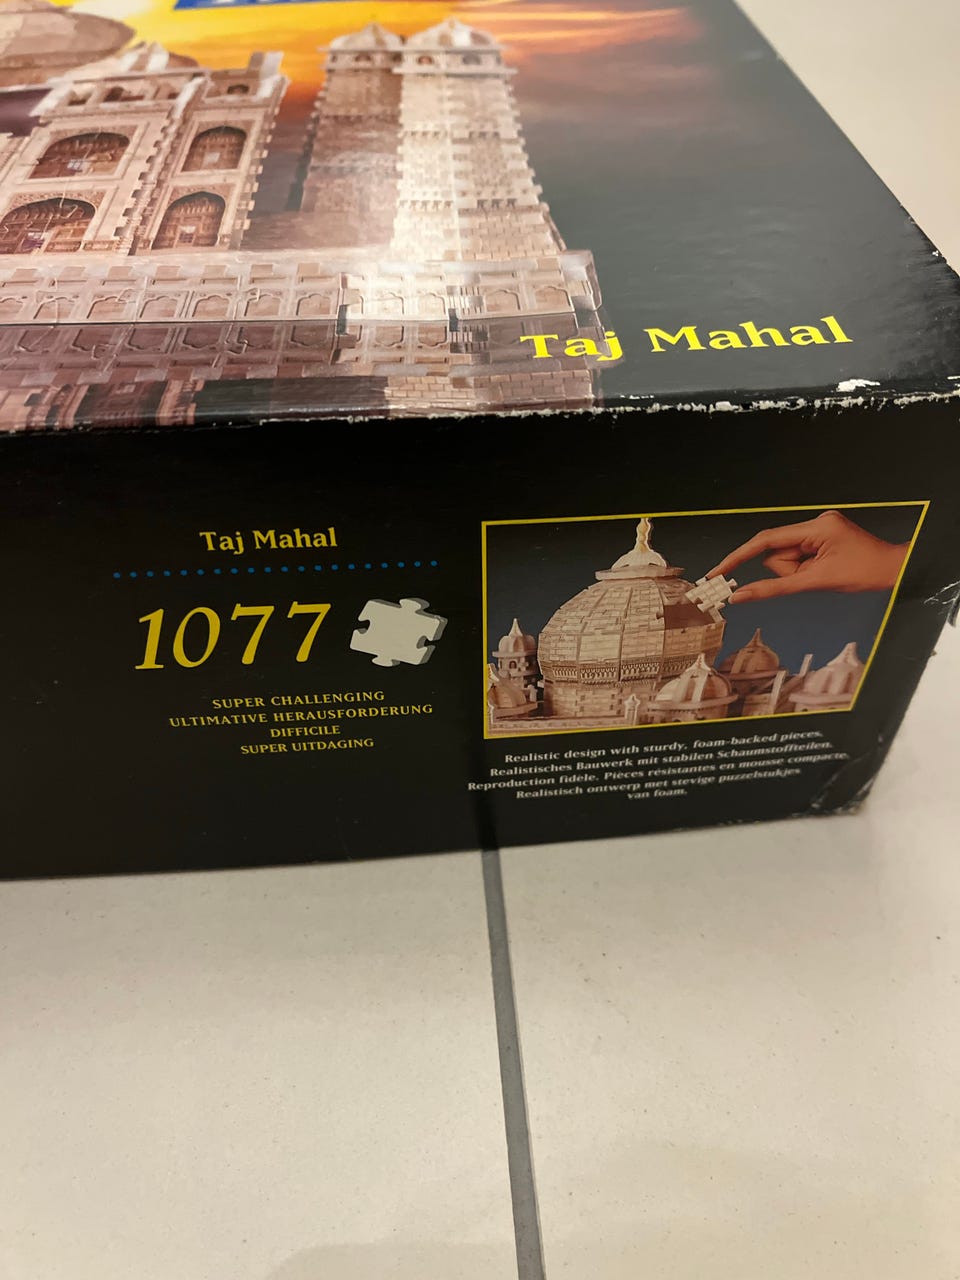 Taj Mahal
Taj Mahal
1077
SUPER CHALLENGING
ULTIMATIVE HERAUSFORDERUNG
DIFFICILE
SUPER UITDAGING
Realistic design with sturdy, foam-backed pieces.
Realistisches Bauwerk mit stabilen Schaumstoffteilen.
Reproduction fidèle. Pièces résistantes en mousse compacte.
Realistisch ontwerp met stevige puzzelstukjes
van foam.